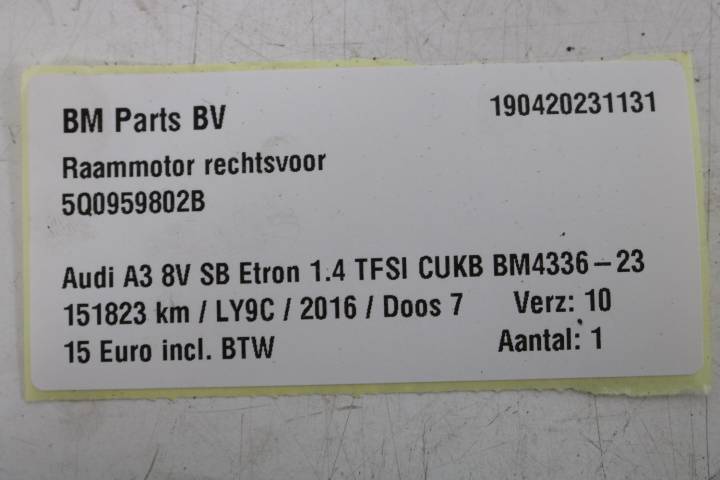 BM Parts BV 190420231131
Raammotor rechtsvoor
5Q0959802B
Audi A3 8V SB Etron 1.4 TFSI CUKB BM4336-23
151823 km / LY9C / 2016 / Doos 7 Verz: 10
15 Euro incl. BTW Aantal: 1